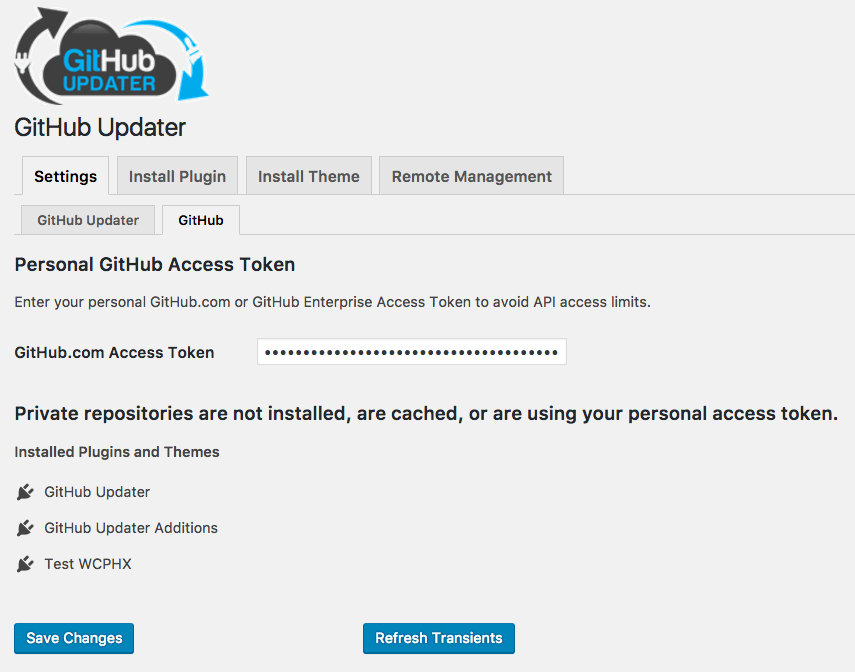 GitHub
UPDATER
GitHub Updater
Settings Install Plugin Install Theme Remote Management
GitHub Updater GitHub
Personal GitHub Access Token
Enter your personal GitHub.com or GitHub Enterprise Access Token to avoid API access limits.
GitHub.com Access Token ••••••••••••••••••••••••••••••••••••••••
Private repositories are not installed, are cached, or are using your personal access token.
Installed Plugins and Themes
GitHub Updater
GitHub Updater Additions
Test WCPHX
Save Changes Refresh Transients